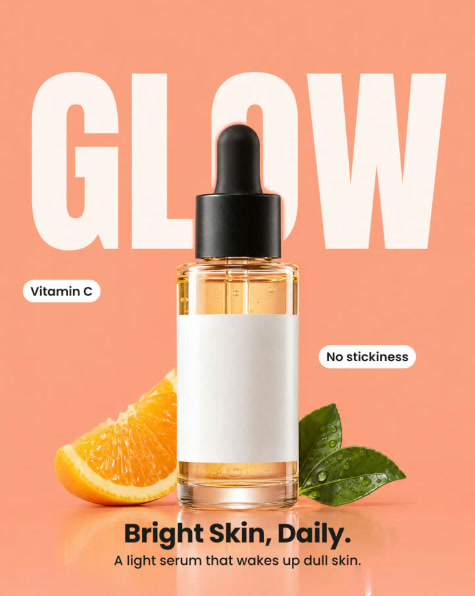 GLOW
Vitamin C
No stickiness
Bright Skin, Daily.
A light serum that wakes up dull skin.